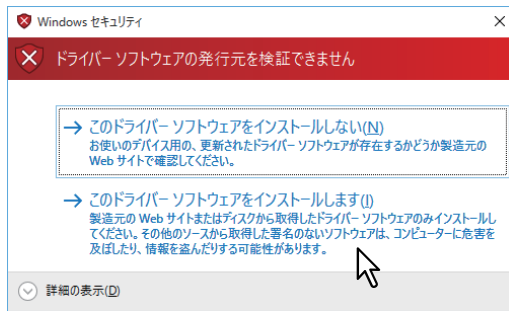 Windows セキュリティ
ドライバー ソフトウェアの発行元を検証できません
このドライバー ソフトウェアをインストールしない(N)
お使いのデバイス用の、更新されたドライバー ソフトウェアが存在するかどうか製造元の
Web サイトで確認してください。
このドライバー ソフトウェアをインストールします(I)
製造元の Web サイトまたはディスクから取得したドライバー ソフトウェアのみインストールし
てください。その他のソースから取得した署名のないソフトウェアは、コンピューターに危害を
及ぼしたり、情報を盗んだりする可能性があります。
詳細の表示(D)